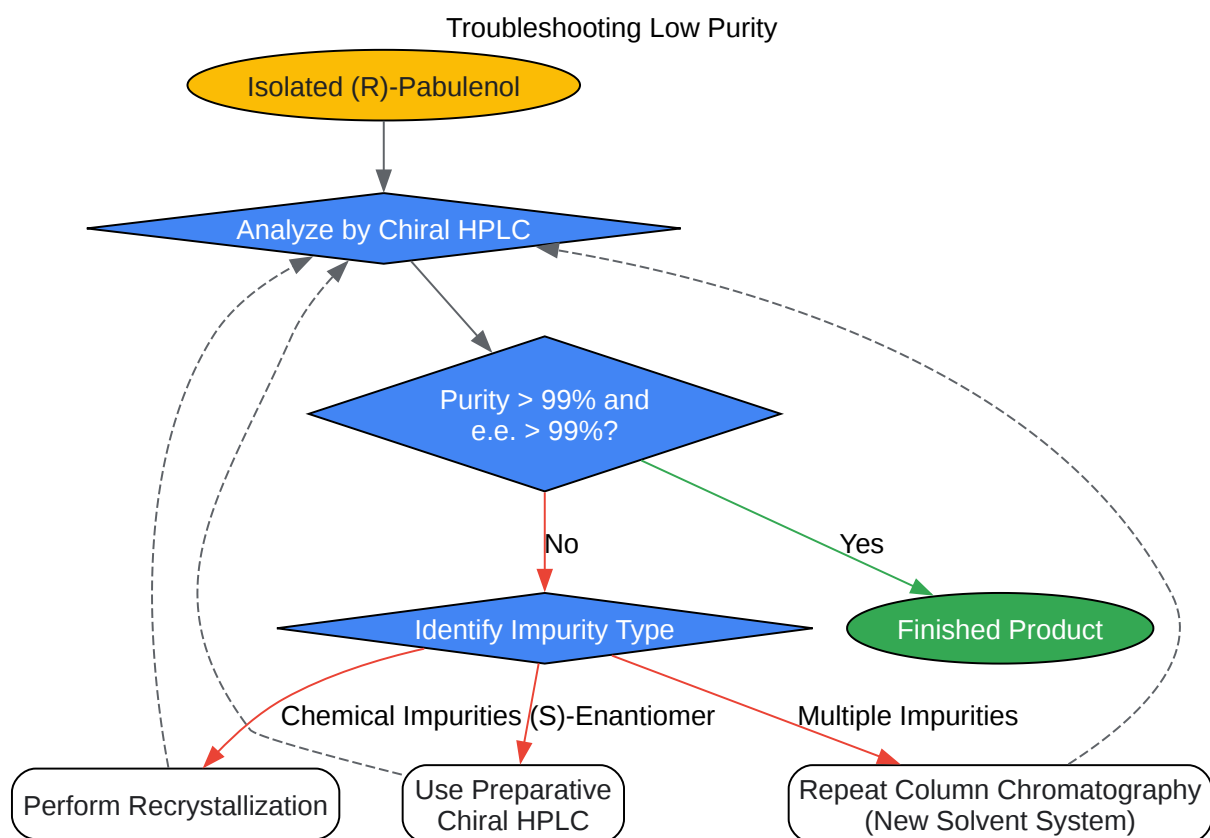 Troubleshooting Low Purity
Isolated (R)-Pabulenol
Analyze by Chiral HPLC
Purity > 99% and
e.e. > 99%?
No
Yes
Identify Impurity Type
Finished Product
Chemical Impurities
(S)-Enantiomer
Multiple Impurities
Perform Recrystallization
Use Preparative
Chiral HPLC
Repeat Column Chromatography
(New Solvent System)